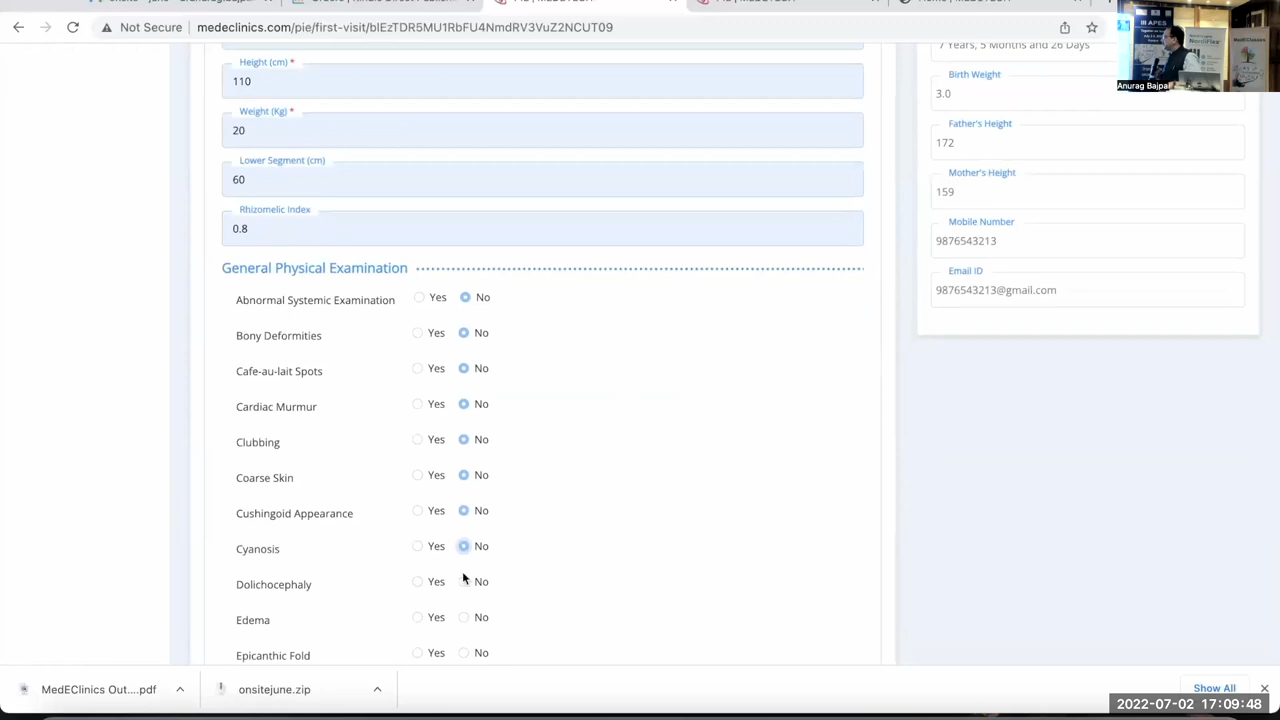 Not Secure
medeclinics.com/pie/first-visit/
Height (cm) *
110
Weight (Kg) *
20
Lower Segment (cm)
60
Rhizomelic Index
0.8
General Physical Examination
Abnormal Systemic Examination Yes No
Bony Deformities Yes No
Cafe-au-lait Spots Yes No
Cardiac Murmur Yes No
Clubbing Yes No
Coarse Skin Yes No
Cushingoid Appearance Yes No
Cyanosis Yes No
Dolichocephaly Yes No
Edema Yes No
Epicanthic Fold Yes No
7 Years, 5 Months and 26 Days
Birth Weight
3.0
Father's Height
172
Mother's Height
159
Mobile Number
9876543213
Email ID
9876543213@gmail.com
III APES
NordiFlex
MedEClasses
Anurag Bajpai
MedEClinics Out....pdf
onsitejune.zip
Show All
2022-07-02 17:09:48